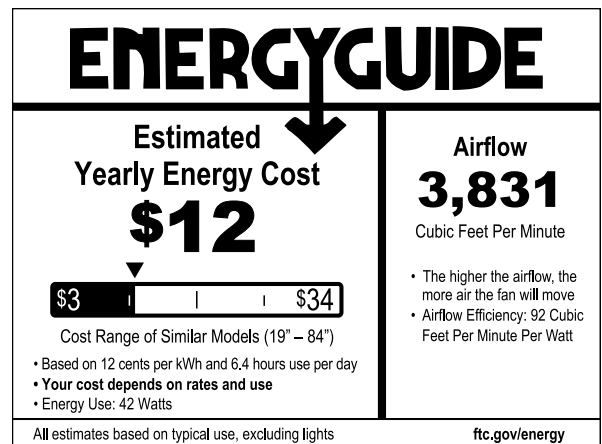 ENERGYGUIDE
Estimated
Yearly Energy Cost
$12
$3 $34
Cost Range of Similar Models (19” – 84”)
• Based on 12 cents per kWh and 6.4 hours use per day
• Your cost depends on rates and use
• Energy Use: 42 Watts
All estimates based on typical use, excluding lights
Airflow
3,831
Cubic Feet Per Minute
• The higher the airflow, the
more air the fan will move
• Airflow Efficiency: 92 Cubic
Feet Per Minute Per Watt
ftc.gov/energy